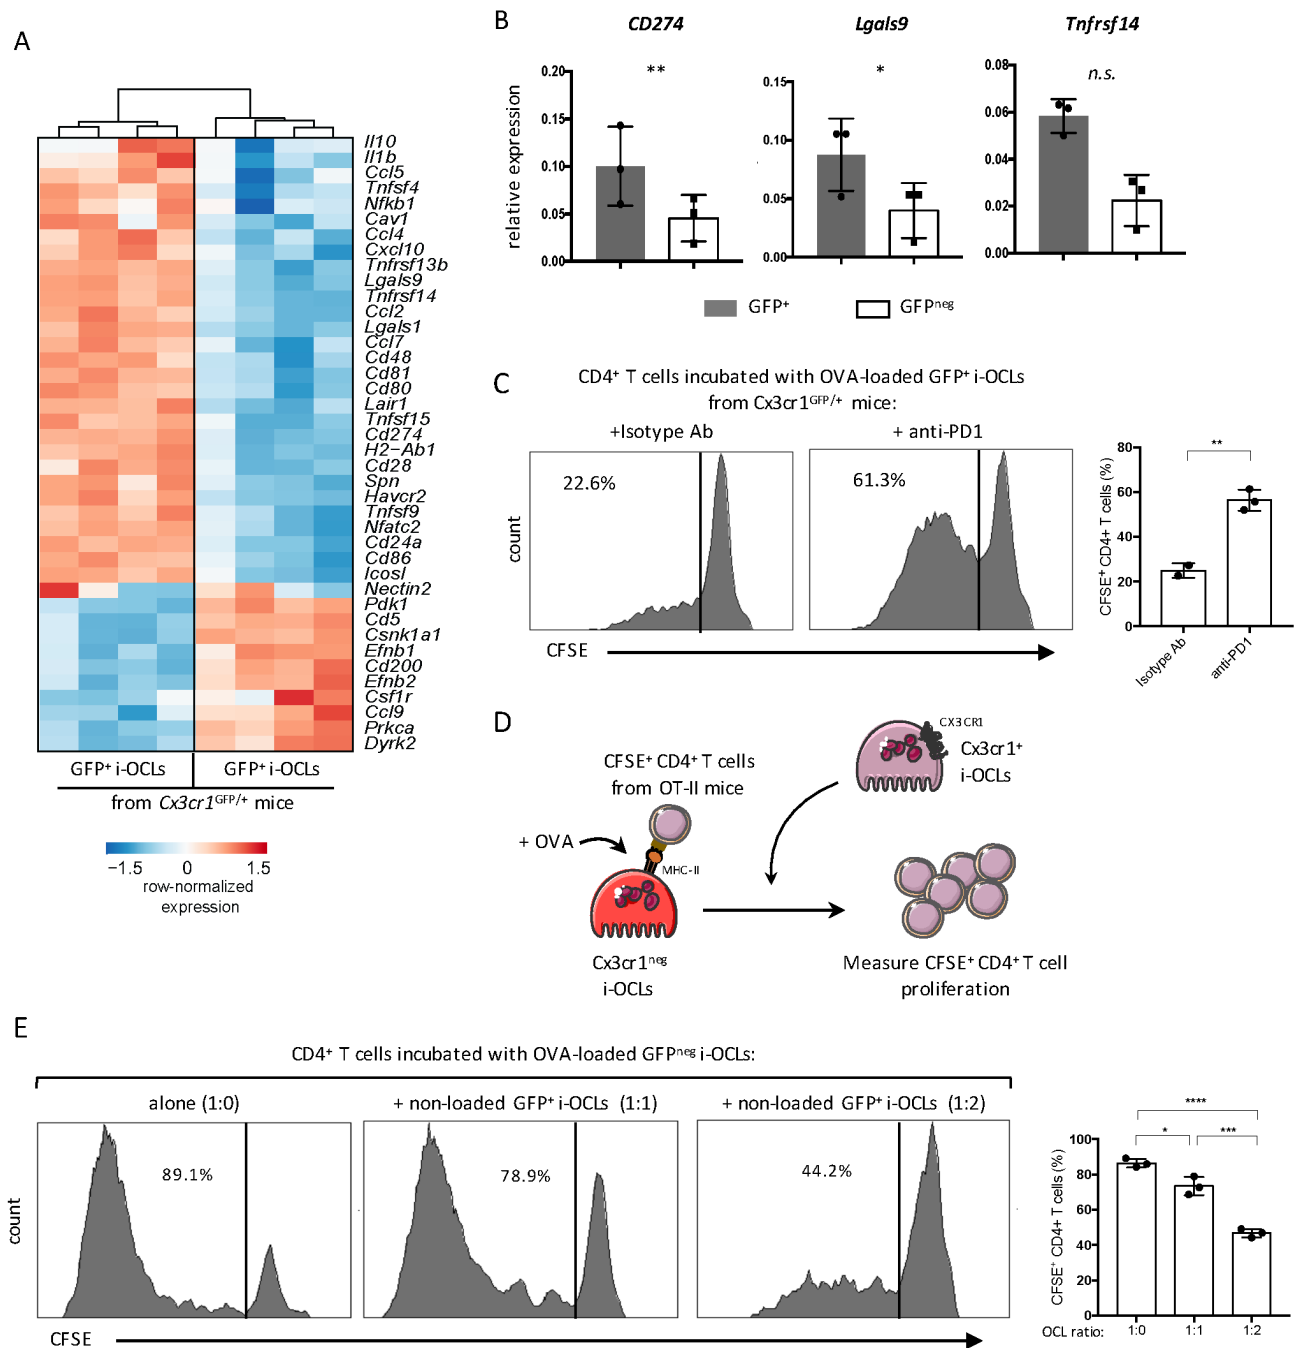 A
Il10
Il1b
Ccl5
Tnfsf4
Nfkb1
Cav1
Ccl4
Cxcl10
Tnfrsf13b
Lgals9
Tnfrsf14
Ccl2
Lgals1
Ccl7
Cd48
Cd81
Cd80
Lair1
Tnfsf15
Cd274
H2−Ab1
Cd28
Spn
Havcr2
Tnfsf9
Nfatc2
Cd24a
Cd86
Icosl
Nectin2
Pdk1
Cd5
Csnk1a1
Efnb1
Cd200
Efnb2
Csf1r
Ccl9
Prkca
Dyrk2
GFP⁺ i-OCLs GFP⁺ i-OCLs
from Cx3cr1ᴳᶠᴾ/⁺ mice
−1.5 0 1.5
row-normalized
expression
B
CD274 Lgals9 Tnfrsf14
relative expression
0.20
0.15
0.10
0.05
0.00
**
0.15
0.10
0.05
0.00
*
0.08
0.06
0.04
0.02
0.00
n.s.
GFP⁺ GFPⁿᵉᵍ
C
CD4⁺ T cells incubated with OVA-loaded GFP⁺ i-OCLs
from Cx3cr1ᴳᶠᴾ/⁺ mice:
+Isotype Ab + anti-PD1
22.6% 61.3%
count
CFSE
CFSE⁺ CD4+ T cells (%)
80
60
40
20
0
**
Isotype Ab
anti-PD1
D
CFSE⁺ CD4⁺ T cells
from OT-II mice
+ OVA
MHC-II
Cx3cr1ⁿᵉᵍ
i-OCLs
CX3CR1
Cx3cr1⁺
i-OCLs
Measure CFSE⁺ CD4⁺ T cell
proliferation
E
CD4⁺ T cells incubated with OVA-loaded GFPⁿᵉᵍ i-OCLs:
alone (1:0) + non-loaded GFP⁺ i-OCLs (1:1) + non-loaded GFP⁺ i-OCLs (1:2)
89.1% 78.9% 44.2%
count
CFSE
CFSE⁺ CD4+ T cells (%)
100
80
60
40
20
0
****
* ***
OCL ratio: 1:0 1:1 1:2